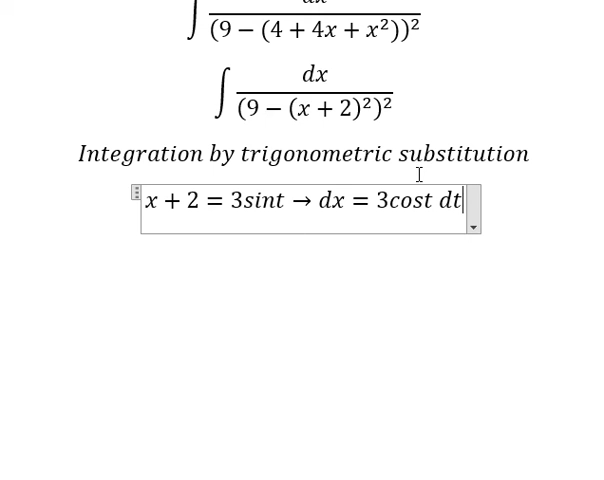 ∫ dx / (9 − (4 + 4x + x²))²
∫ dx / (9 − (x + 2)²)²
Integration by trigonometric substitution
x + 2 = 3sint → dx = 3cost dt